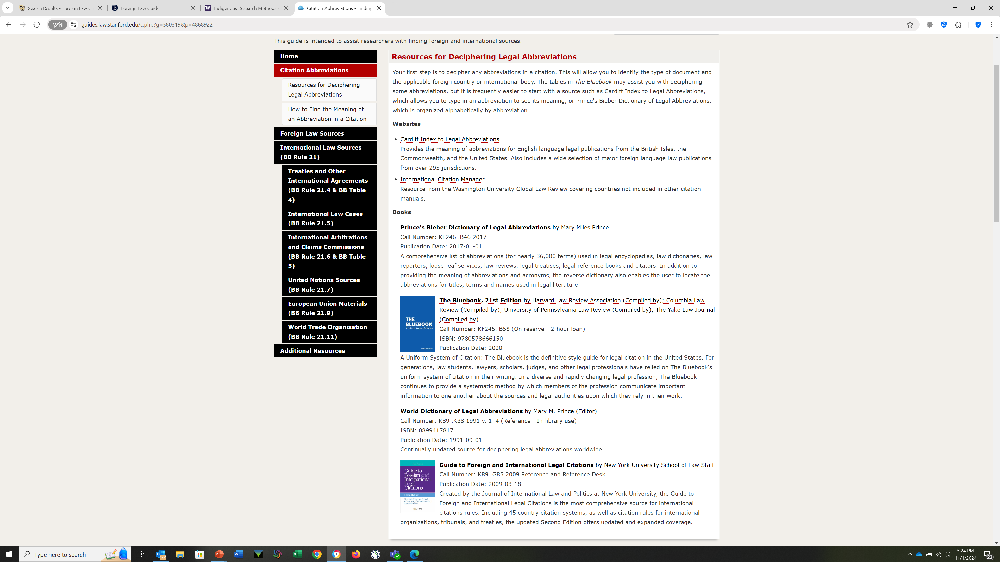 Search Results - Foreign Law Gu
Foreign Law Guide
Indigenous Research Methods -
Citation Abbreviations - Finding
VPN
guides.law.stanford.edu/c.php?g=580319&p=4868922
This guide is intended to assist researchers with finding foreign and international sources.
Home
Citation Abbreviations
Resources for Deciphering
Legal Abbreviations
How to Find the Meaning of
an Abbreviation in a Citation
Foreign Law Sources
International Law Sources
(BB Rule 21)
Treaties and Other
International Agreements
(BB Rule 21.4 & BB Table
4)
International Law Cases
(BB Rule 21.5)
International Arbitrations
and Claims Commissions
(BB Rule 21.6 & BB Table
5)
United Nations Sources
(BB Rule 21.7)
European Union Materials
(BB Rule 21.9)
World Trade Organization
(BB Rule 21.11)
Additional Resources
Resources for Deciphering Legal Abbreviations
Your first step is to decipher any abbreviations in a citation. This will allow you to identify the type of document and
the applicable foreign country or international body. The tables in The Bluebook may assist you with deciphering
some abbreviations, but it is frequently easier to start with a source such as Cardiff Index to Legal Abbreviations,
which allows you to type in an abbreviation to see its meaning, or Prince's Bieber Dictionary of Legal Abbreviations,
which is organized alphabetically by abbreviation.
Websites
• Cardiff Index to Legal Abbreviations
Provides the meaning of abbreviations for English language legal publications from the British Isles, the
Commonwealth, and the United States. Also includes a wide selection of major foreign language law publications
from over 295 jurisdictions.
• International Citation Manager
Resource from the Washington University Global Law Review covering countries not included in other citation
manuals.
Books
Prince's Bieber Dictionary of Legal Abbreviations by Mary Miles Prince
Call Number: KF246 .B46 2017
Publication Date: 2017-01-01
A comprehensive list of abbreviations (for nearly 36,000 terms) used in legal encyclopedias, law dictionaries, law
reporters, loose-leaf services, law reviews, legal treatises, legal reference books and citators. In addition to
providing the meaning of abbreviations and acronyms, the reverse dictionary also enables the user to locate the
abbreviations for titles, terms and names used in legal literature
THE
BLUEBOOK
A Uniform System of Citation
The Bluebook, 21st Edition by Harvard Law Review Association (Compiled by); Columbia Law
Review (Compiled by); University of Pennsylvania Law Review (Compiled by); The Yake Law Journal
(Compiled by)
Call Number: KF245. B58 (On reserve - 2-hour loan)
ISBN: 9780578666150
Publication Date: 2020
A Uniform System of Citation: The Bluebook is the definitive style guide for legal citation in the United States. For
generations, law students, lawyers, scholars, judges, and other legal professionals have relied on The Bluebook's
uniform system of citation in their writing. In a diverse and rapidly changing legal profession, The Bluebook
continues to provide a systematic method by which members of the profession communicate important
information to one another about the sources and legal authorities upon which they rely in their work.
World Dictionary of Legal Abbreviations by Mary M. Prince (Editor)
Call Number: K89 .K38 1991 v. 1–4 (Reference - In-library use)
ISBN: 0899417817
Publication Date: 1991-09-01
Continually updated source for deciphering legal abbreviations worldwide.
Guide to
Foreign and
International
Legal
Citations
Second Edition
New York University School
of Law, Journal of International
Law and Politics
Guide to Foreign and International Legal Citations by New York University School of Law Staff
Call Number: K89 .G85 2009 Reference and Reference Desk
Publication Date: 2009-03-18
Created by the Journal of International Law and Politics at New York University, the Guide to
Foreign and International Legal Citations is the most comprehensive source for international
citations rules. Including 45 country citation systems, as well as citation rules for international
organizations, tribunals, and treaties, the updated Second Edition offers updated and expanded coverage.
Type here to search
5:24 PM
11/1/2024
22